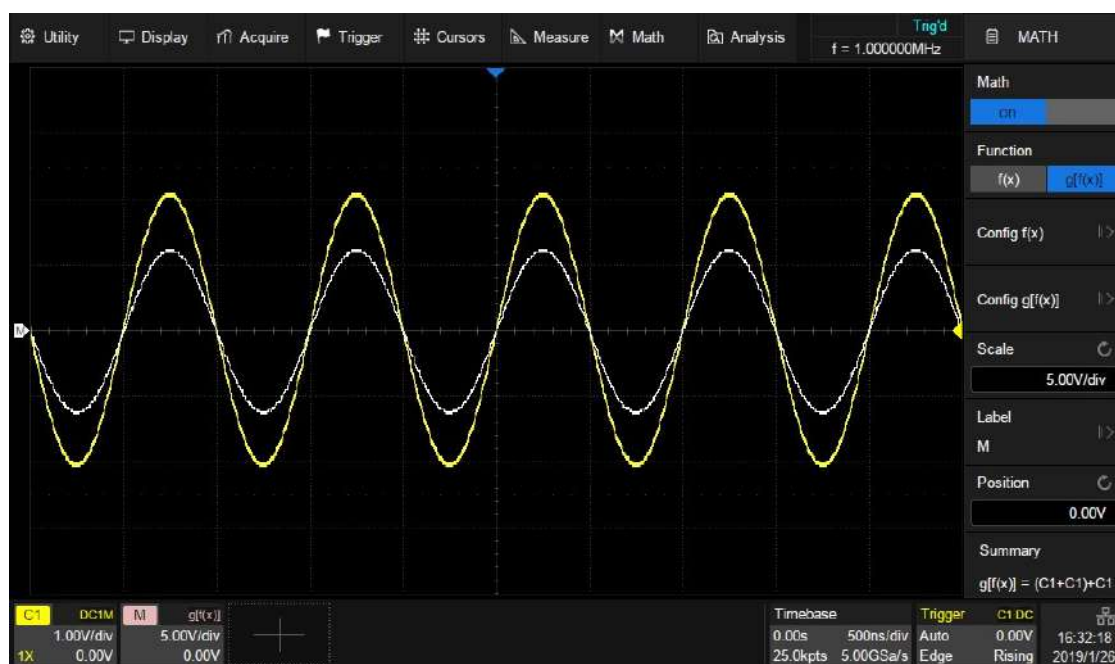 Utility Display Acquire Trigger Cursors Measure Math Analysis
Trig'd
f = 1.000000MHz
MATH
Math
on
Function
f(x) g[f(x)]
Config f(x)
Config g[f(x)]
Scale
5.00V/div
Label
M
Position
0.00V
Summary
g[f(x)] = (C1+C1)+C1
M
C1 DC1M
1.00V/div
1X 0.00V
M g[f(x)]
5.00V/div
0.00V
Timebase
0.00s 500ns/div
25.0kpts 5.00GSa/s
Trigger C1 DC
Auto 0.00V
Edge Rising
16:32:18
2019/1/26